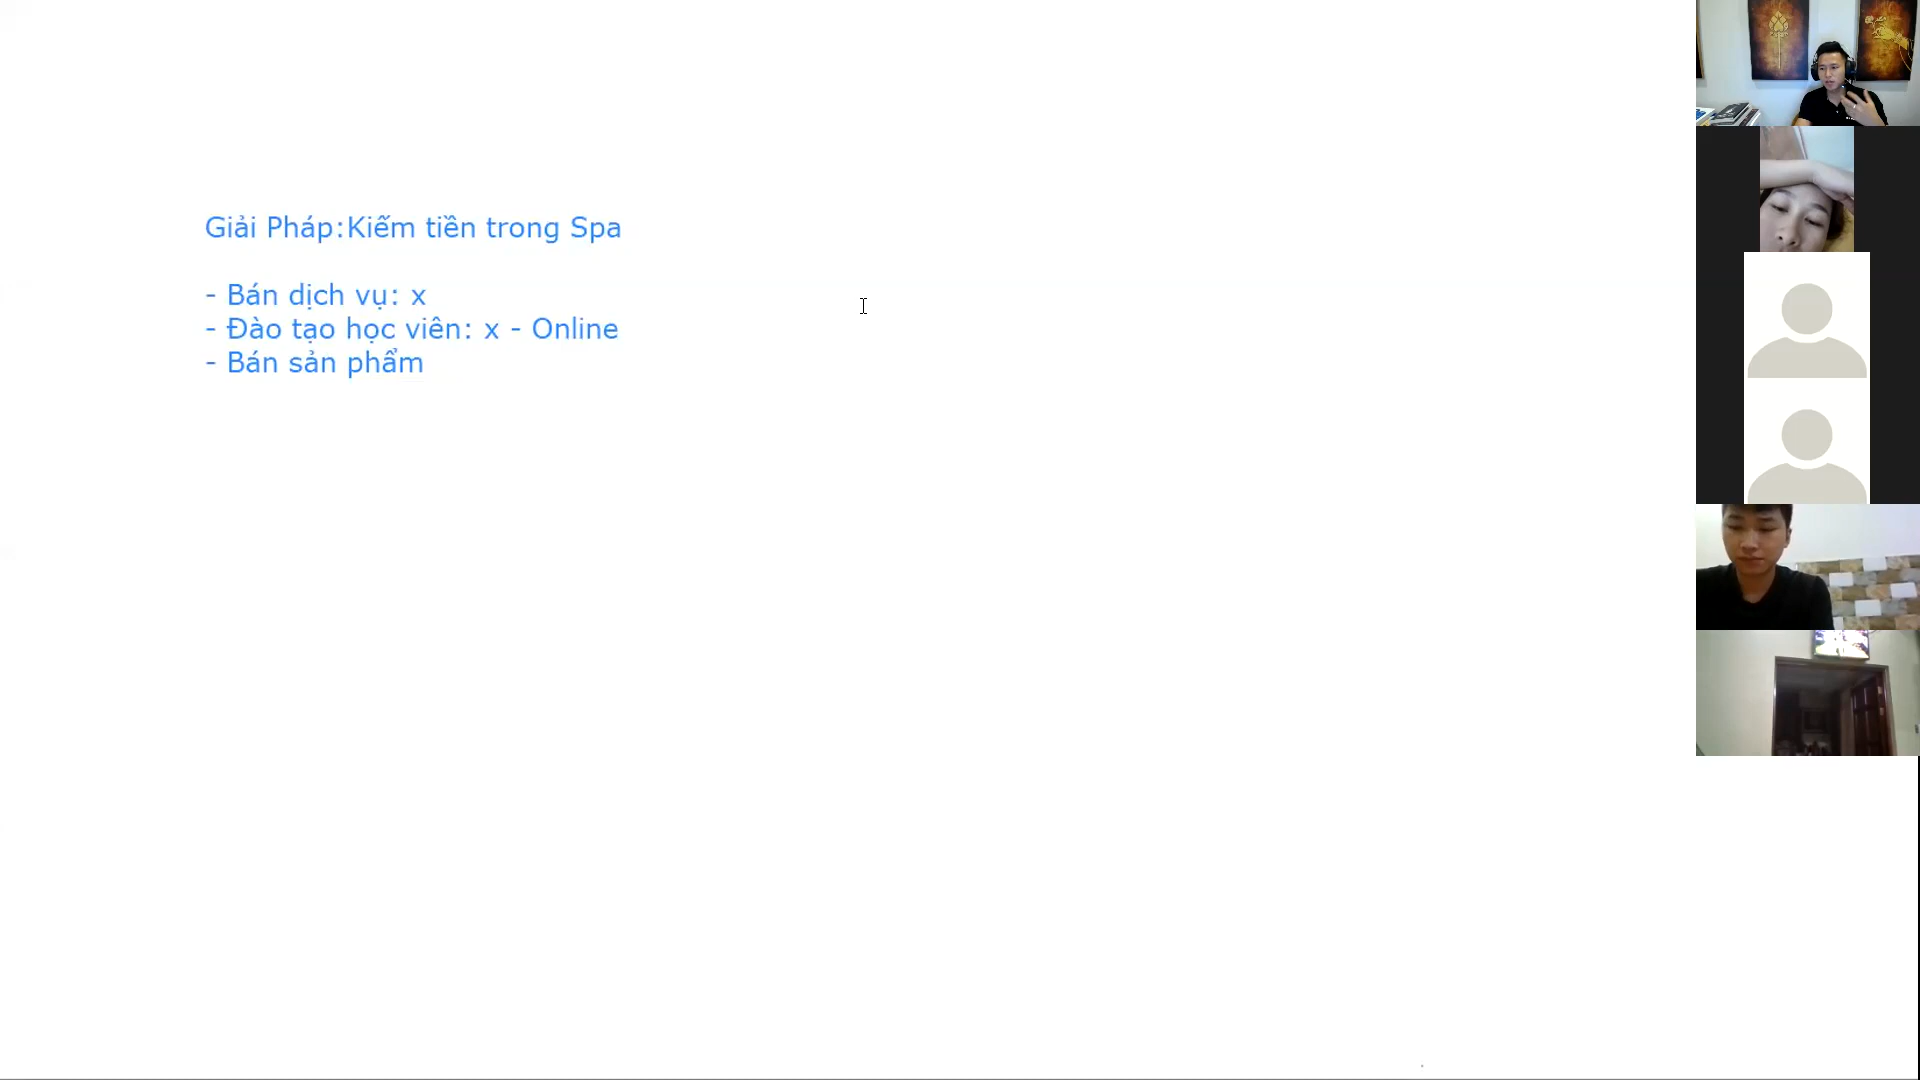 Giải Pháp:Kiếm tiền trong Spa
- Bán dịch vụ: x
- Đào tạo học viên: x - Online
- Bán sản phẩm